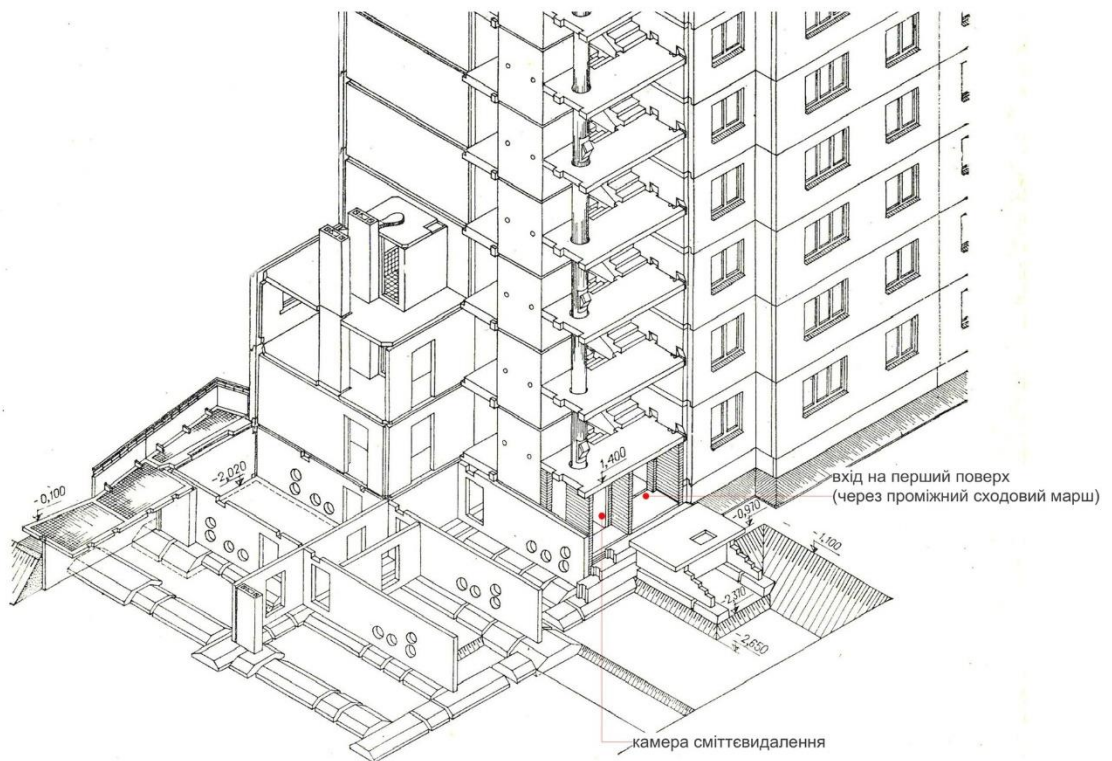 1,400
вхід на перший поверх
(через проміжний сходовий марш)
-2,020
-0,100
-0,970
-1,100
-2,370
-2,650
камера сміттєвидалення